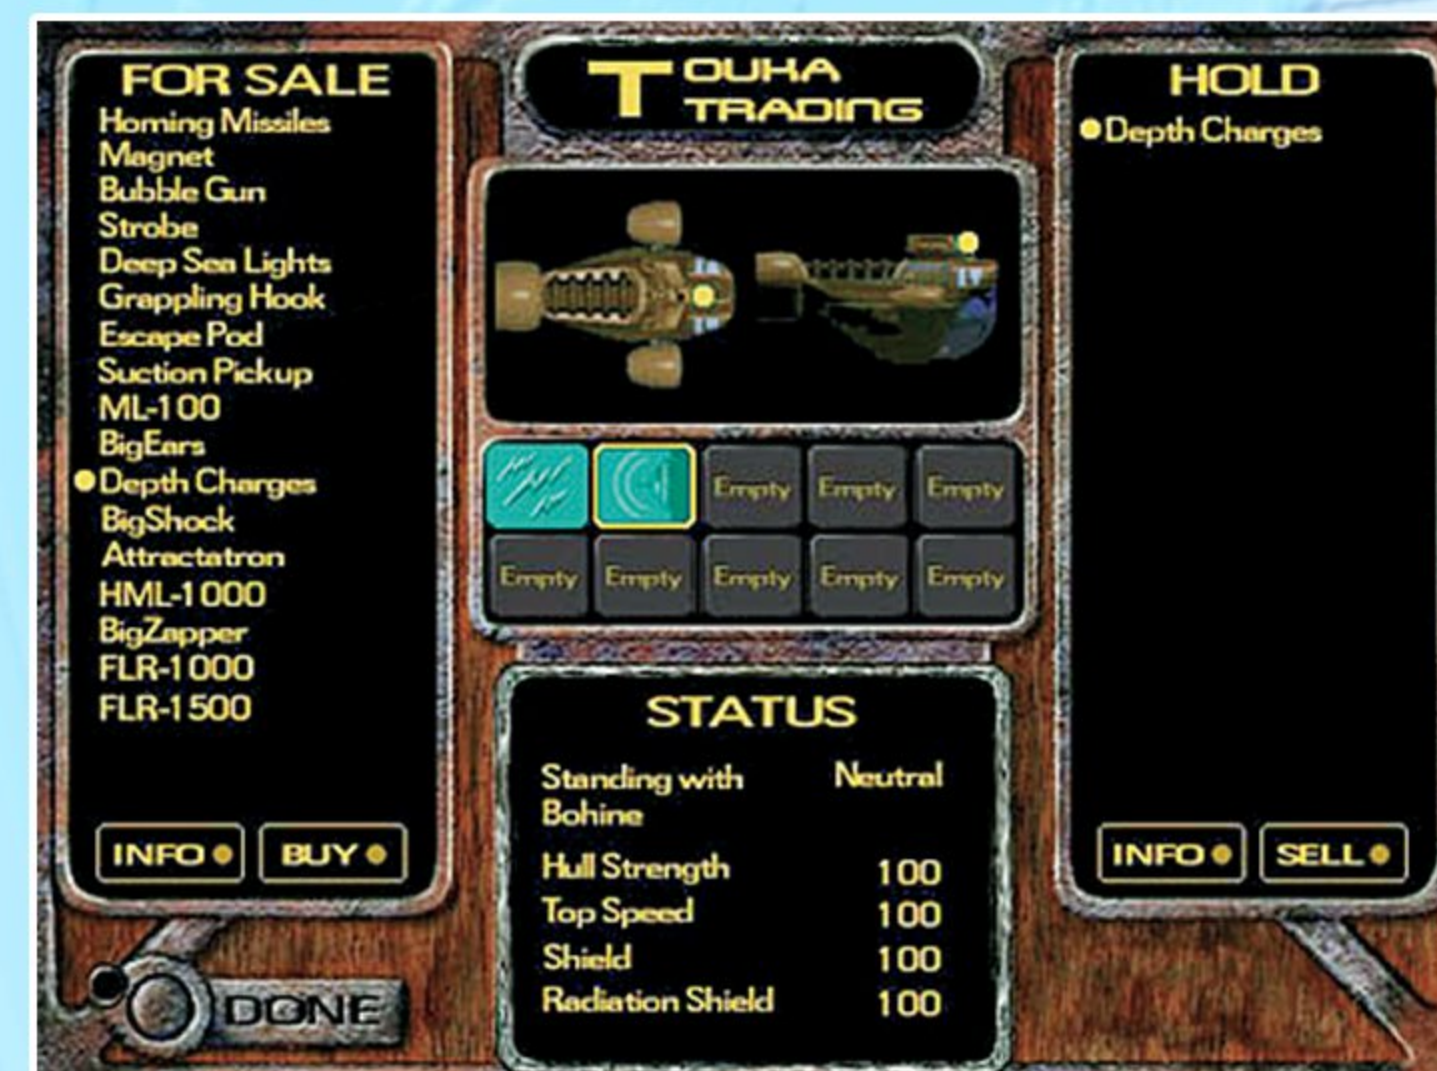 FOR SALE
Homing Missiles
Magnet
Bubble Gun
Strobe
Deep Sea Lights
Grappling Hook
Escape Pod
Suction Pickup
ML-100
BigEars
Depth Charges
BigShock
Attractatron
HML-1000
BigZapper
FLR-1000
FLR-1500
INFO
BUY
DONE
TOUHA
TRADING
Empty Empty Empty
Empty Empty Empty Empty Empty
STATUS
Standing with Neutral
Bohine
Hull Strength 100
Top Speed 100
Shield 100
Radiation Shield 100
HOLD
Depth Charges
INFO
SELL